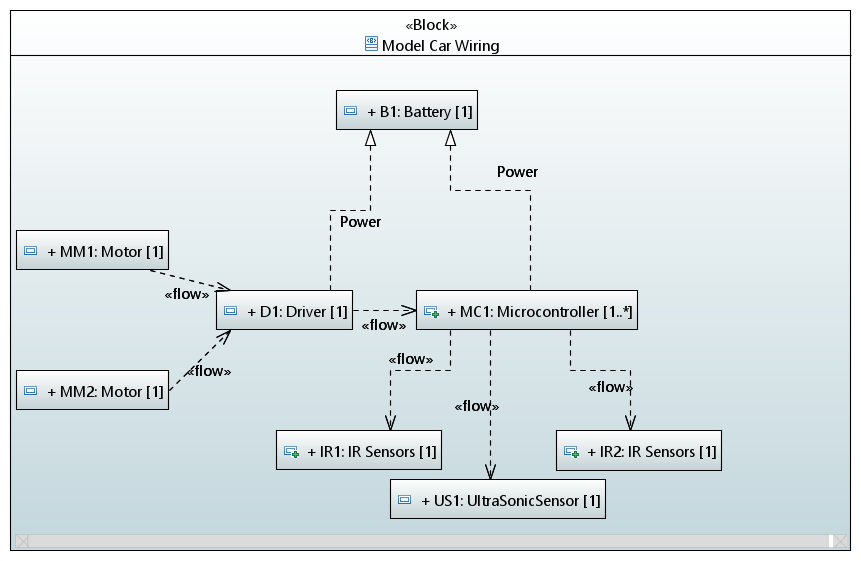 «Block»
Model Car Wiring
+ B1: Battery [1]
Power
Power
+ MM1: Motor [1]
«flow»
+ D1: Driver [1]
«flow»
+ MC1: Microcontroller [1..*]
«flow»
+ MM2: Motor [1]
«flow»
«flow»
«flow»
+ IR1: IR Sensors [1]
+ IR2: IR Sensors [1]
+ US1: UltraSonicSensor [1]